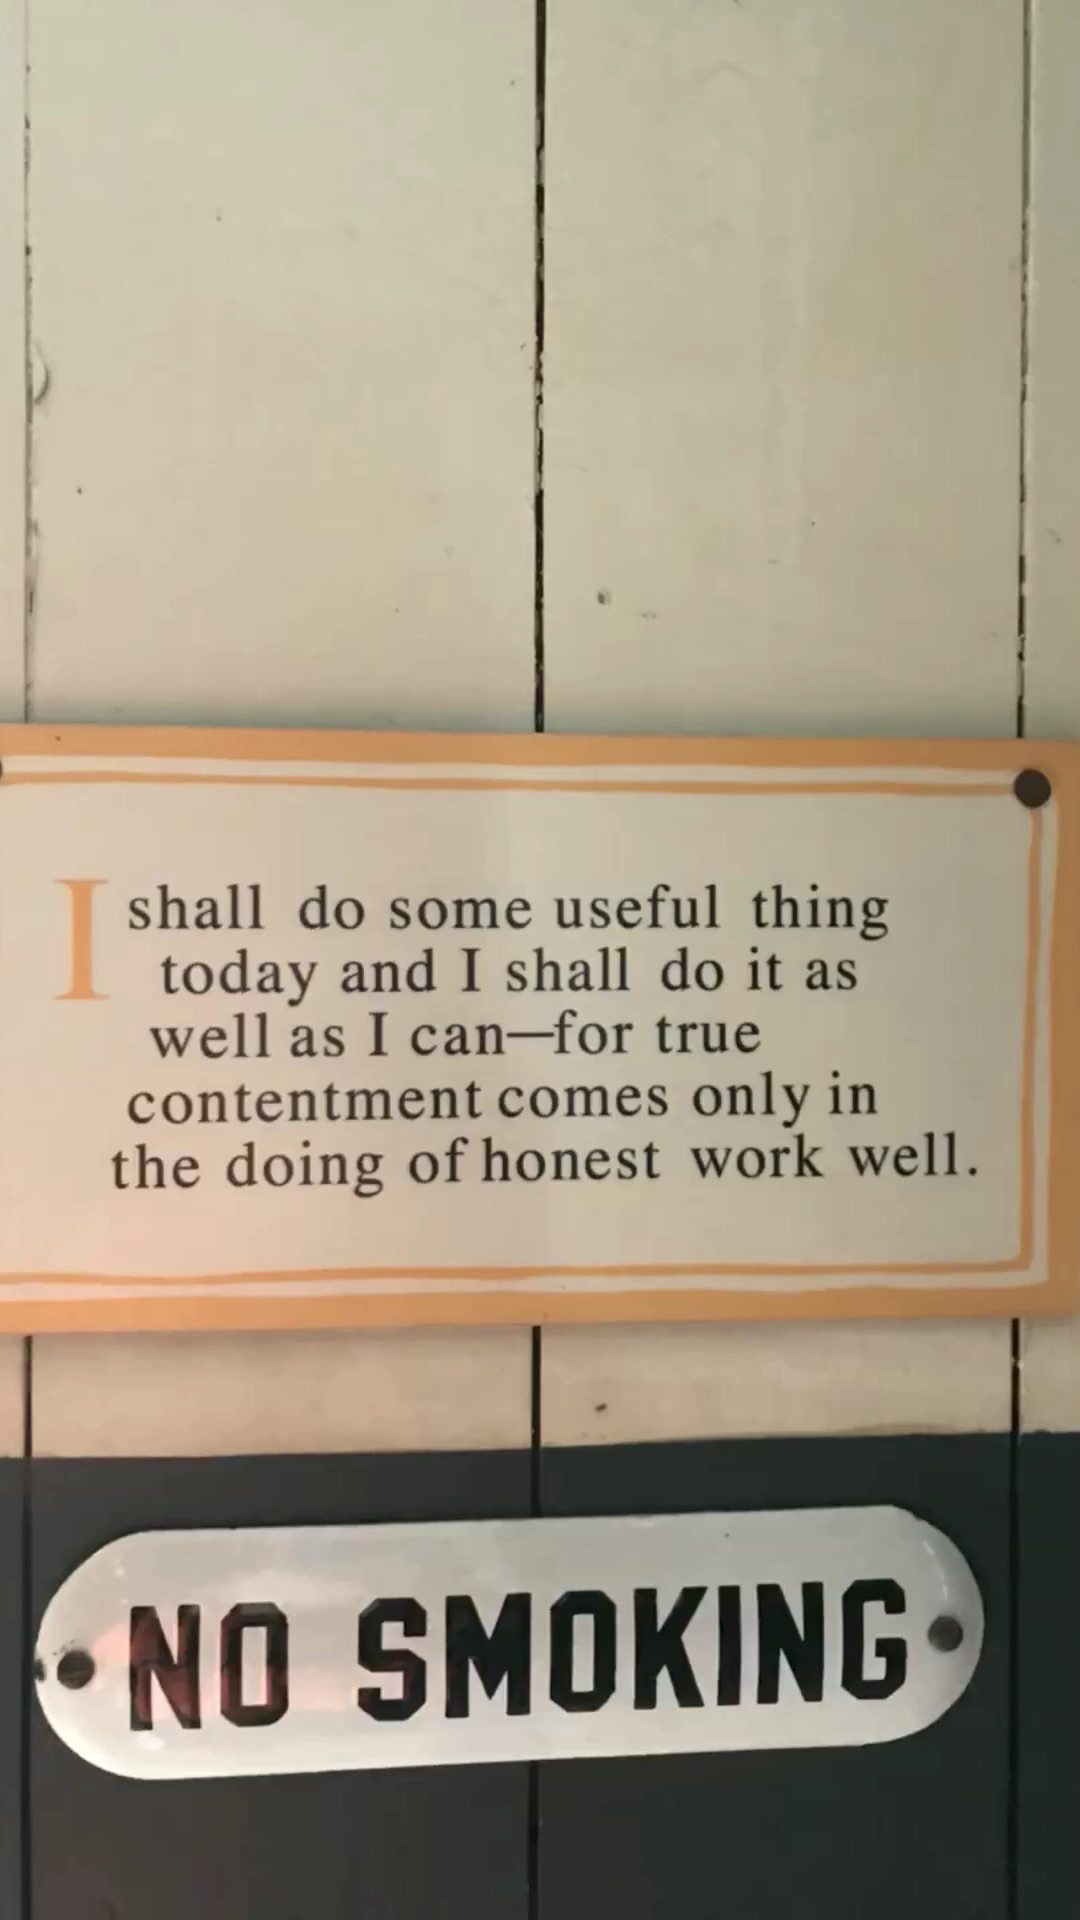 I shall do some useful thing
today and I shall do it as
well as I can—for true
contentment comes only in
the doing of honest work well.
NO SMOKING